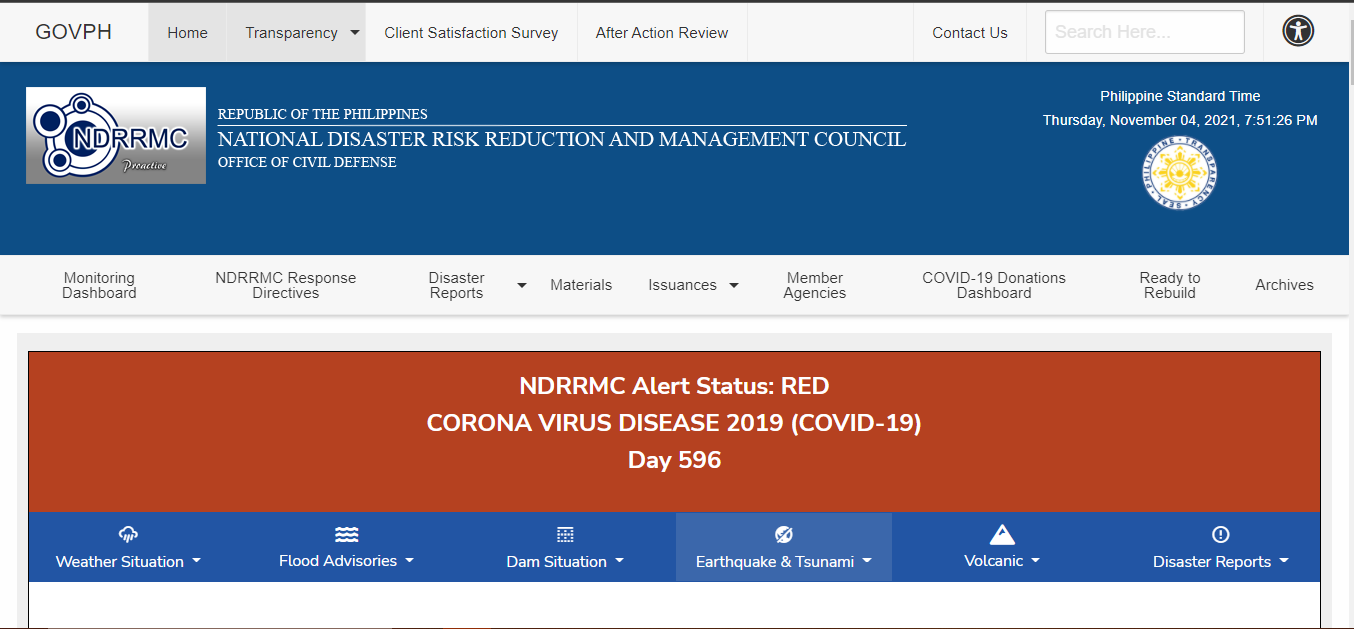 GOVPH
Home
Transparency
Client Satisfaction Survey
After Action Review
Contact Us
Search Here...
NDRRMC
Proactive
REPUBLIC OF THE PHILIPPINES
NATIONAL DISASTER RISK REDUCTION AND MANAGEMENT COUNCIL
OFFICE OF CIVIL DEFENSE
Philippine Standard Time
Thursday, November 04, 2021, 7:51:26 PM
PHILIPPINE TRANSPARENCY SEAL
Monitoring
Dashboard
NDRRMC Response
Directives
Disaster
Reports
Materials
Issuances
Member
Agencies
COVID-19 Donations
Dashboard
Ready to
Rebuild
Archives
NDRRMC Alert Status: RED
CORONA VIRUS DISEASE 2019 (COVID-19)
Day 596
Weather Situation
Flood Advisories
Dam Situation
Earthquake & Tsunami
Volcanic
Disaster Reports